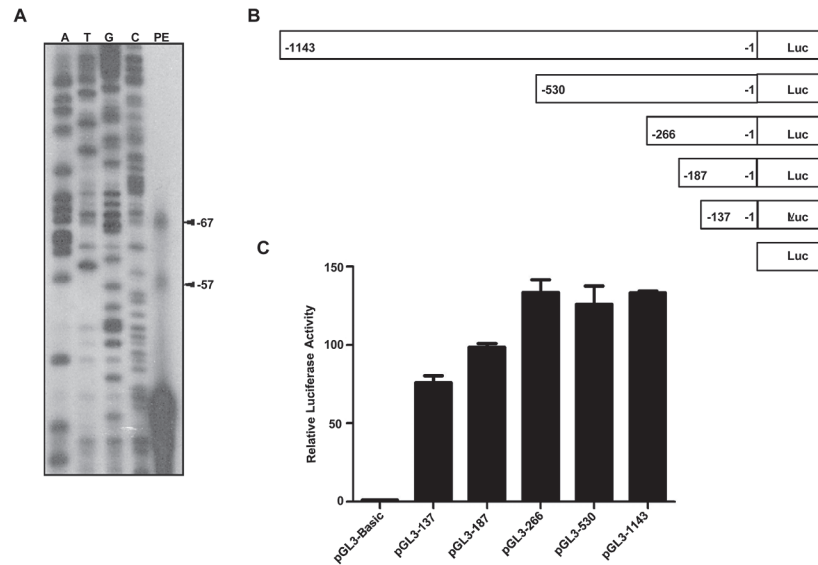 A
A T G C PE
-67
-57
B
-1143 -1 Luc
-530 -1 Luc
-266 -1 Luc
-187 -1 Luc
-137 -1 Luc
Luc
C
Relative Luciferase Activity
150
100
50
0
pGL3-Basic
pGL3-137
pGL3-187
pGL3-266
pGL3-530
pGL3-1143